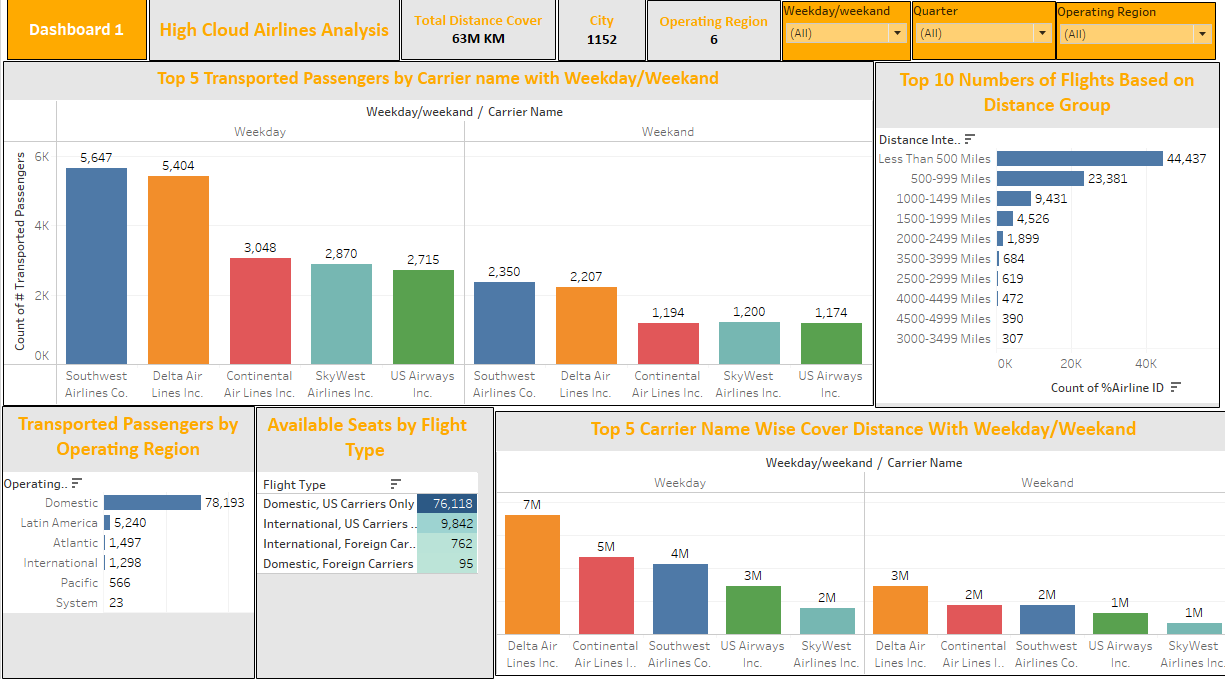 Dashboard 1
High Cloud Airlines Analysis
Total Distance Cover
63M KM
City
1152
Operating Region
6
Weekday/weekand
(All)
Quarter
(All)
Operating Region
(All)
Top 5 Transported Passengers by Carrier name with Weekday/Weekand
Weekday/weekand / Carrier Name
Weekday
Weekand
Count of # Transported Passengers
6K
4K
2K
0K
5,647
5,404
3,048
2,870
2,715
2,350
2,207
1,194
1,200
1,174
Southwest Delta Air Continental SkyWest US Airways Southwest Delta Air Continental SkyWest US Airways
Airlines Co. Lines Inc. Air Lines Inc. Airlines Inc. Inc. Airlines Co. Lines Inc. Air Lines Inc. Airlines Inc. Inc.
Top 10 Numbers of Flights Based on
Distance Group
Distance Inte..
Less Than 500 Miles 44,437
500-999 Miles 23,381
1000-1499 Miles 9,431
1500-1999 Miles 4,526
2000-2499 Miles 1,899
3500-3999 Miles 684
2500-2999 Miles 619
4000-4499 Miles 472
4500-4999 Miles 390
3000-3499 Miles 307
0K 20K 40K
Count of %Airline ID
Transported Passengers by
Operating Region
Operating..
Domestic 78,193
Latin America 5,240
Atlantic 1,497
International 1,298
Pacific 566
System 23
Available Seats by Flight
Type
Flight Type
Domestic, US Carriers Only 76,118
International, US Carriers .. 9,842
International, Foreign Car.. 762
Domestic, Foreign Carriers 95
Top 5 Carrier Name Wise Cover Distance With Weekday/Weekand
Weekday/weekand / Carrier Name
Weekday
Weekand
7M
5M
4M
3M
2M
3M
2M
2M
1M
1M
Delta Air Continental Southwest US Airways SkyWest Delta Air Continental Southwest US Airways SkyWest
Lines Inc. Air Lines I.. Airlines Co. Inc. Airlines Inc. Lines Inc. Air Lines I.. Airlines Co. Inc. Airlines Inc.